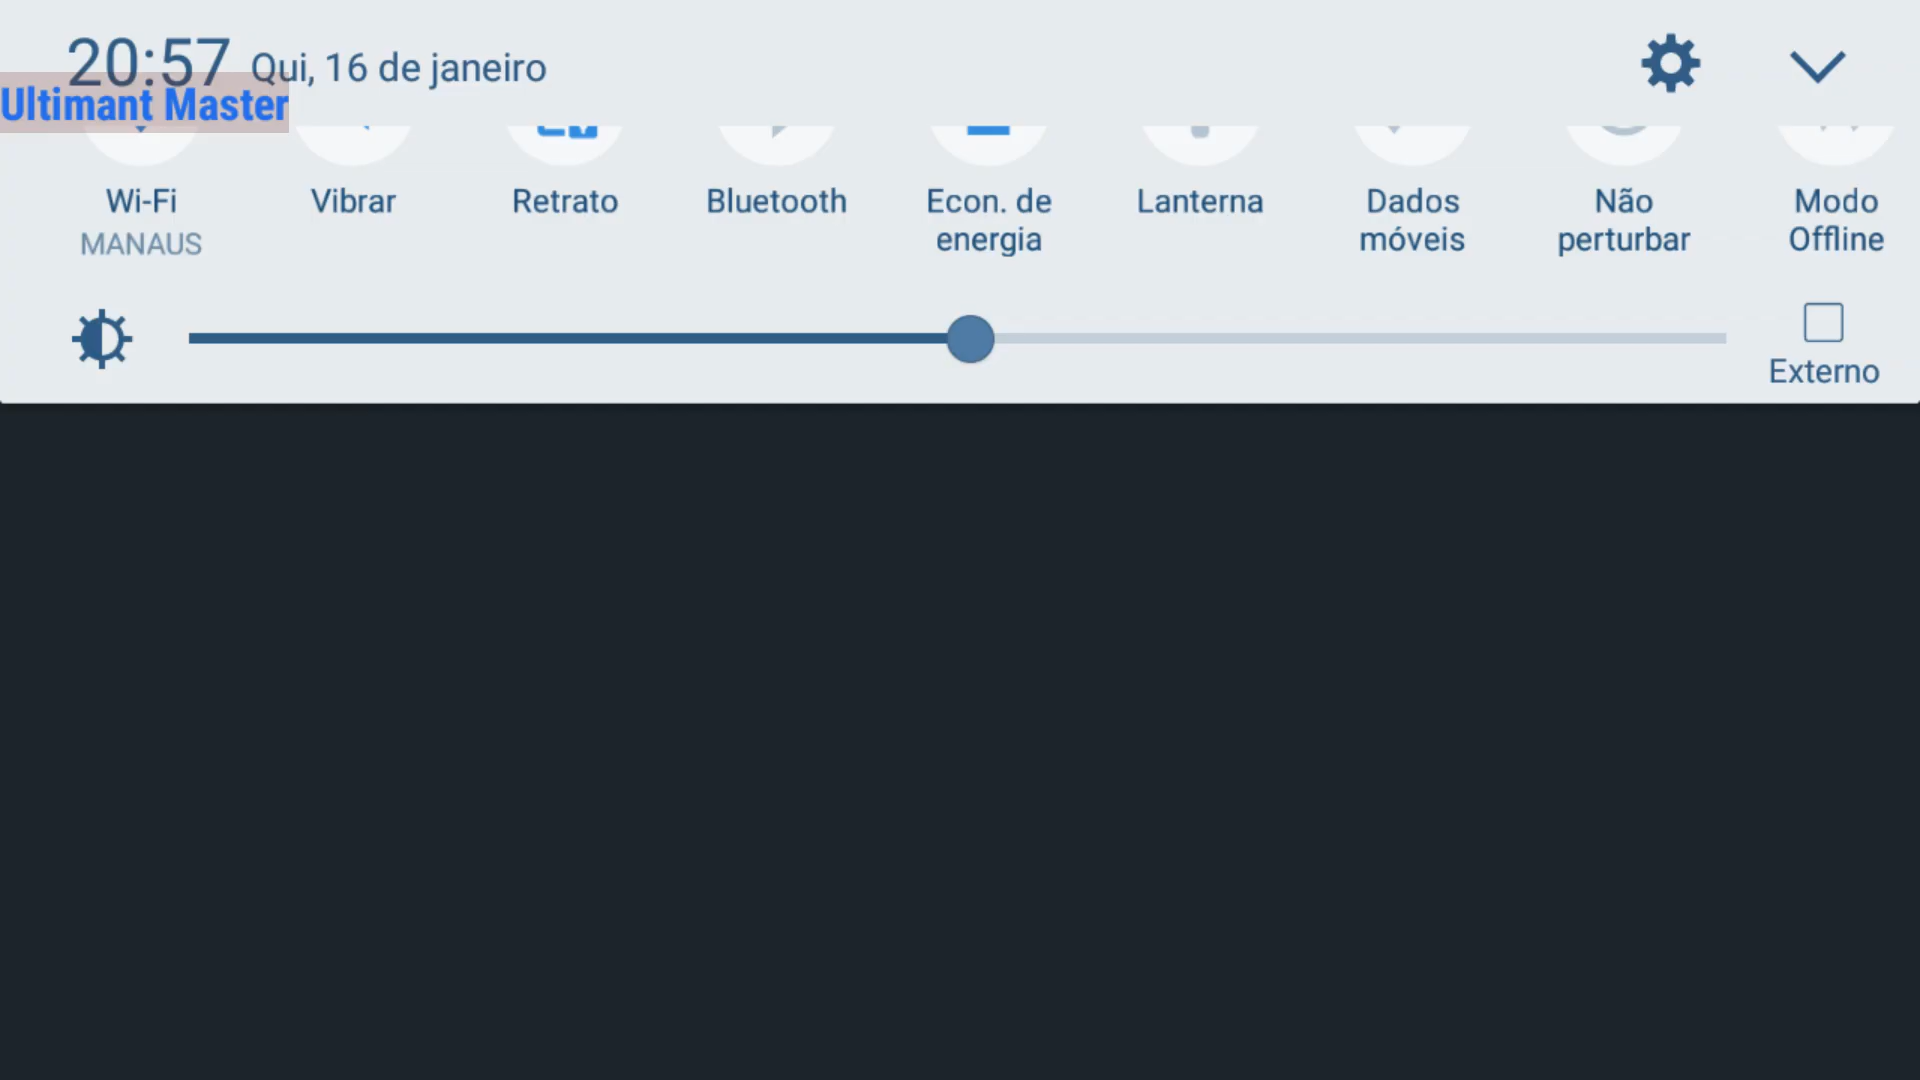 20:57 Qui, 16 de janeiro
Ultimant Master
Wi-Fi
MANAUS
Vibrar
Retrato
Bluetooth
Econ. de
energia
Lanterna
Dados
móveis
Não
perturbar
Modo
Offline
Externo